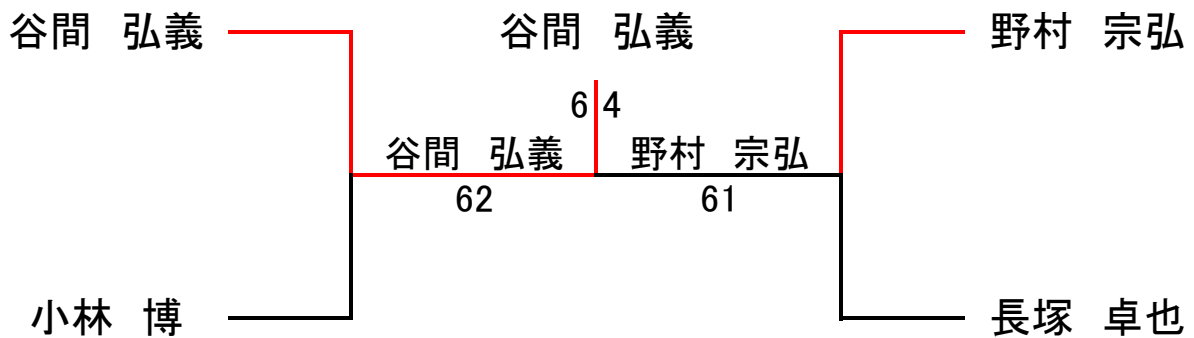 谷間　弘義　谷間　弘義　野村　宗弘
6 4
谷間　弘義　野村　宗弘
62 61
小林　博　長塚　卓也